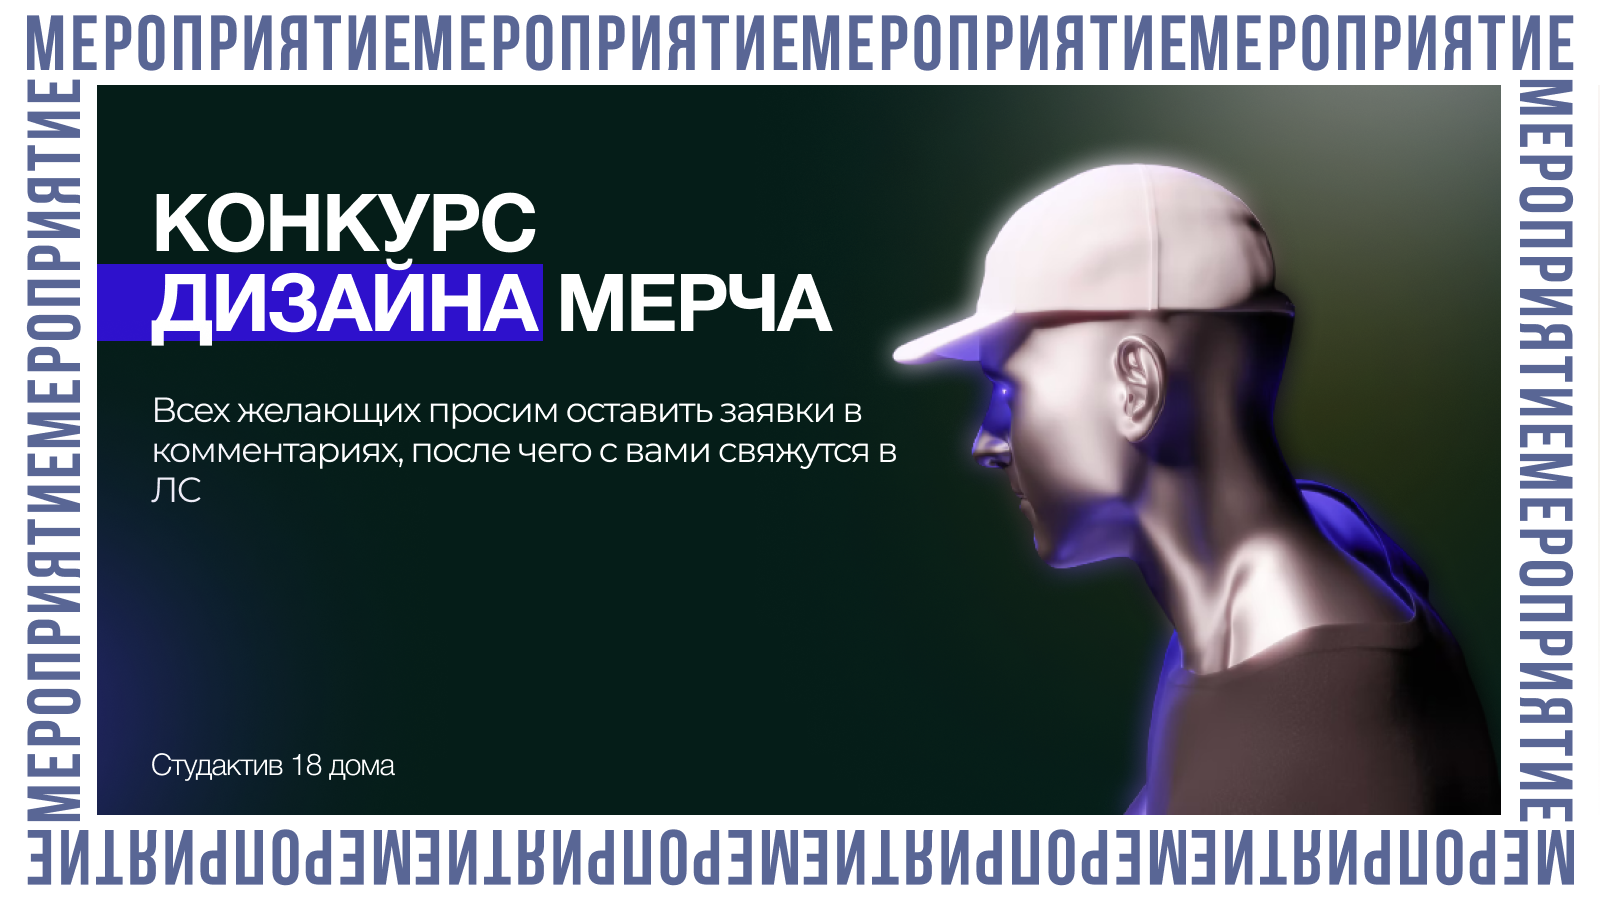 МЕРОПРИЯТИЕМЕРОПРИЯТИЕМЕРОПРИЯТИЕМЕРОПРИЯТИЕ
МЕРОПРИЯТИЕМЕРОПРИЯТИЕ
КОНКУРС
ДИЗАЙНА МЕРЧА
Всех желающих просим оставить заявки в
комментариях, после чего с вами свяжутся в
ЛС
Студактив 18 дома
МЕРОПРИЯТИЕМЕРОПРИЯТИЕ
МЕРОПРИЯТИЕМЕРОПРИЯТИЕМЕРОПРИЯТИЕМЕРОПРИЯТИЕ